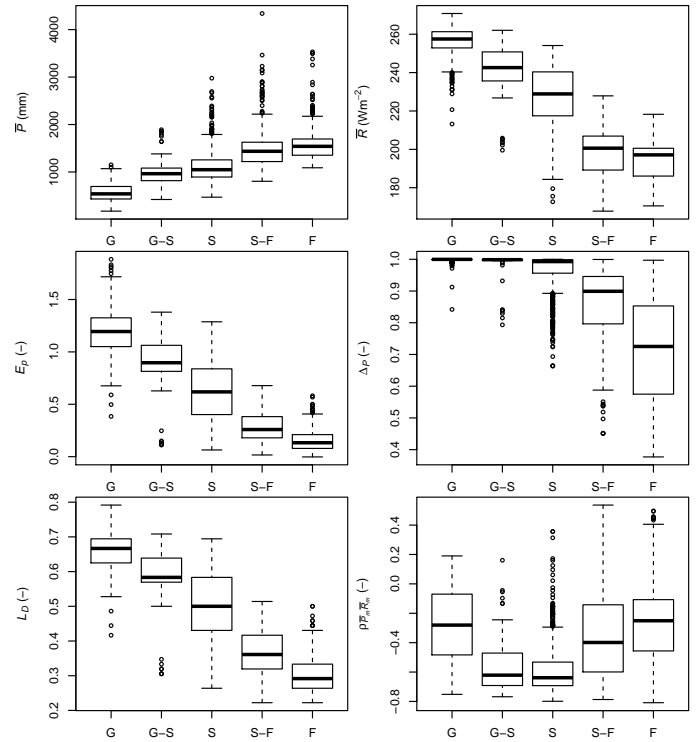 P̅ (mm)
1000 2000 3000 4000
G G−S S S−F F
R̅ (Wm⁻²)
180 200 220 240 260
G G−S S S−F F
E_P (−)
0.0 0.5 1.0 1.5
G G−S S S−F F
Δ_P (−)
0.4 0.5 0.6 0.7 0.8 0.9 1.0
G G−S S S−F F
L_D (−)
0.2 0.3 0.4 0.5 0.6 0.7 0.8
G G−S S S−F F
ρ_P̅ₘR̅ₘ (−)
−0.8 −0.4 0.0 0.4
G G−S S S−F F